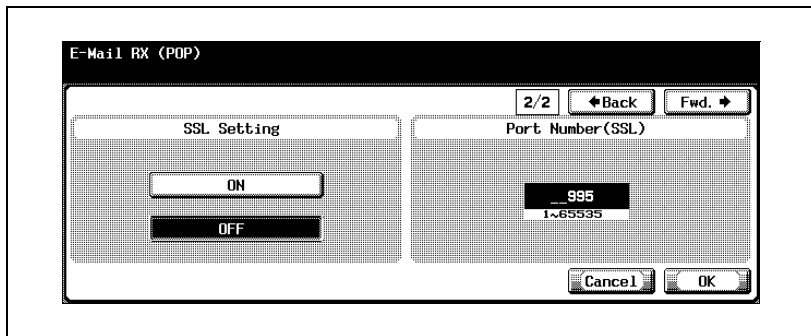 E-Mail RX (POP)
2/2 ←Back Fwd. →
SSL Setting Port Number(SSL)
ON
OFF
__995
1~65535
Cancel OK